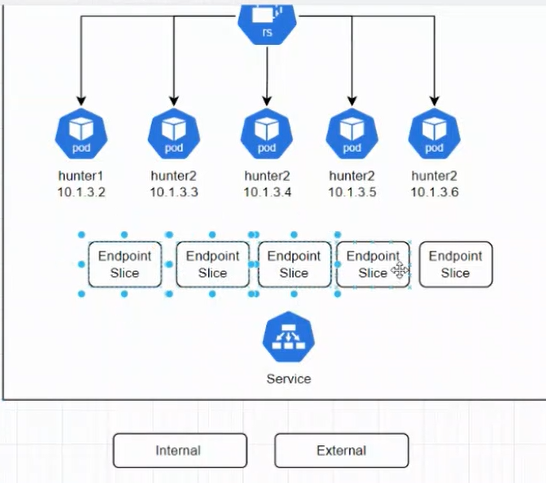 rs
pod pod pod pod pod
hunter1 hunter2 hunter2 hunter2 hunter2
10.1.3.2 10.1.3.3 10.1.3.4 10.1.3.5 10.1.3.6
Endpoint Endpoint Endpoint Endpoint Endpoint
Slice Slice Slice Slice Slice
Service
Internal External